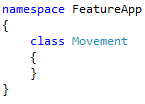 namespace FeatureApp
{
    class Movement
    {
    }
}